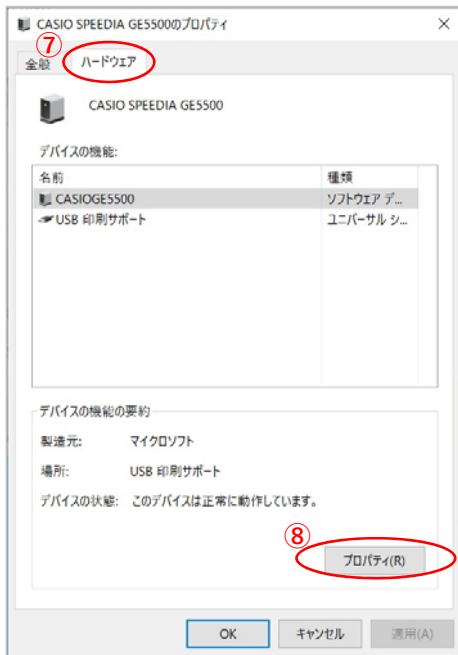 CASIO SPEEDIA GE5500のプロパティ
⑦
全般 ハードウェア
CASIO SPEEDIA GE5500
デバイスの機能:
名前 種類
CASIOGE5500 ソフトウェア デ...
USB 印刷サポート ユニバーサル シ...
デバイスの機能の要約
製造元: マイクロソフト
場所: USB 印刷サポート
デバイスの状態: このデバイスは正常に動作しています。
⑧
プロパティ(R)
OK キャンセル 適用(A)